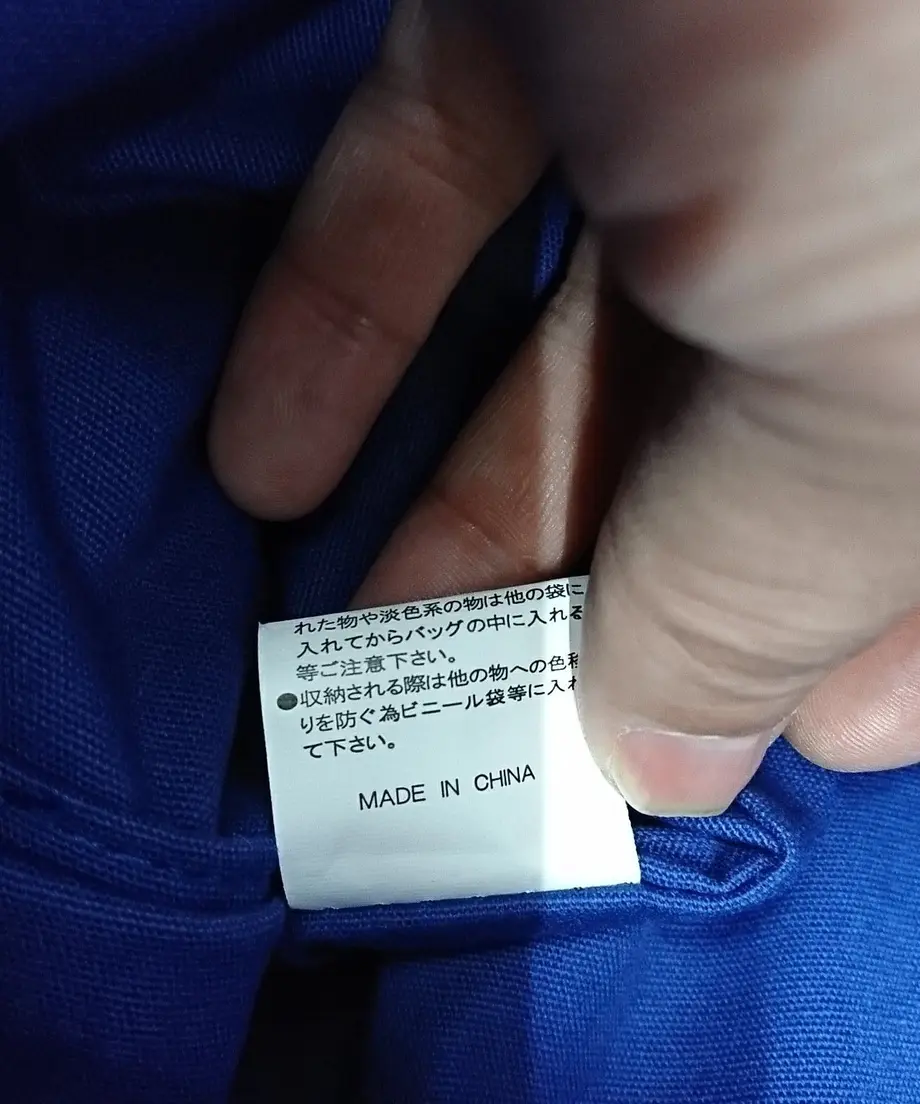 れた物や淡色系の物は他の袋に
入れてからバッグの中に入れる
等ご注意下さい。
●収納される際は他の物への色移
りを防ぐ為ビニール袋等に入れ
て下さい。
MADE IN CHINA